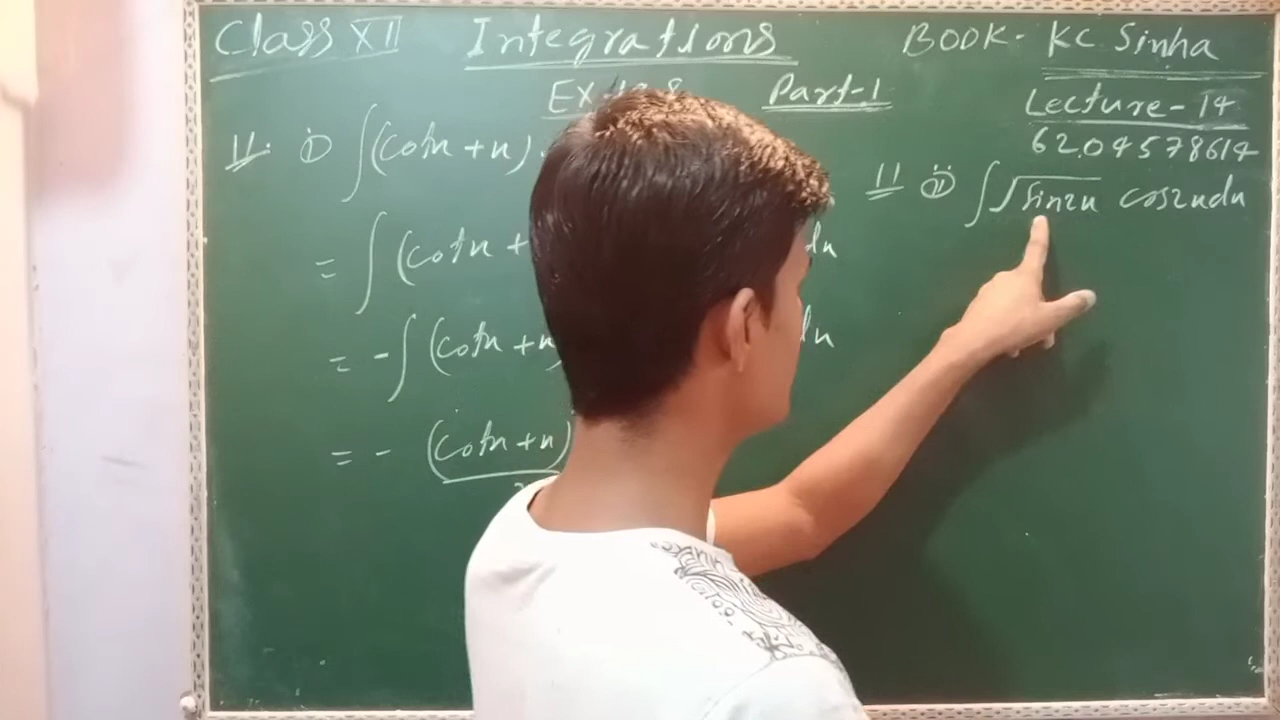 Class XII Integrations BOOK- KC Sinha
EX Part-1
Lecture-14
6204578614
11. (i) ∫(cotx+x)
= ∫(cotx + dx
= -∫(cotx+x dx
= - (cotx+x)
11 (ii) ∫√sin2x cos2xdx